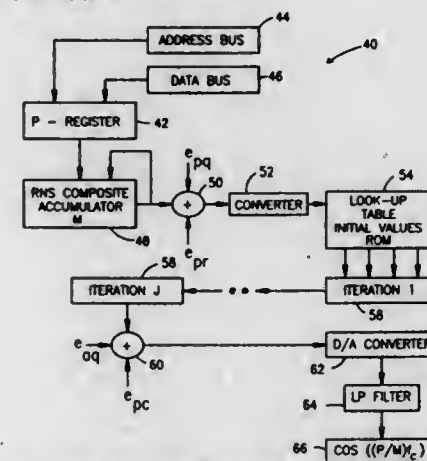 44
ADDRESS BUS
40
46
DATA BUS
P - REGISTER
42
e pq
52
54
RNS COMPOSITE
ACCUMULATOR
M
48
+
50
CONVERTER
LOOK-UP
TABLE
INITIAL VALUES
ROM
e pr
58
ITERATION J
ITERATION 1
58
e aq
+
60
e pc
D/A CONVERTER
62
LP FILTER
64
66
COS ((P/M)f c)